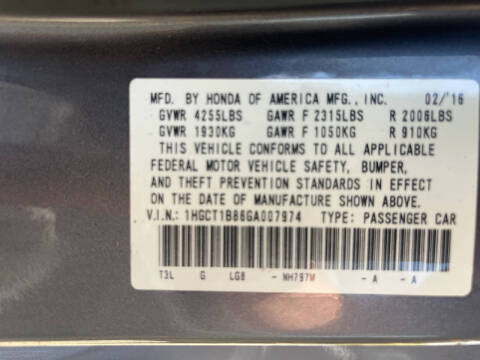 MFD. BY HONDA OF AMERICA MFG., INC. 02/'16
GVWR 4255LBS GAWR F 2315LBS R 2006LBS
GVWR 1930KG GAWR F 1050KG R 910KG
THIS VEHICLE CONFORMS TO ALL APPLICABLE
FEDERAL MOTOR VEHICLE SAFETY, BUMPER,
AND THEFT PREVENTION STANDARDS IN EFFECT
ON THE DATE OF MANUFACTURE SHOWN ABOVE.
V.I.N.: 1HGCT1B86GA007974 TYPE: PASSENGER CAR
T3L G LG8 - NH797M - A - A